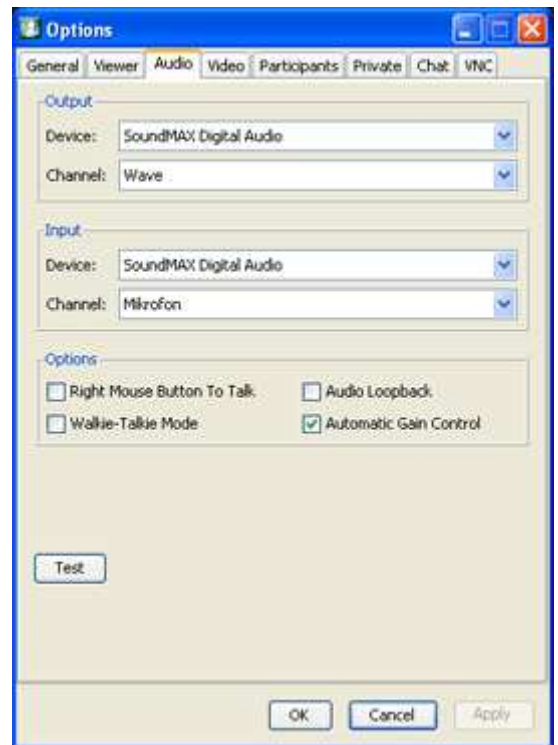 Options
General Viewer Audio Video Participants Private Chat VNC
Output
Device: SoundMAX Digital Audio
Channel: Wave
Input
Device: SoundMAX Digital Audio
Channel: Mikrofon
Options
Right Mouse Button To Talk Audio Loopback
Walkie-Talkie Mode Automatic Gain Control
Test
OK Cancel Apply